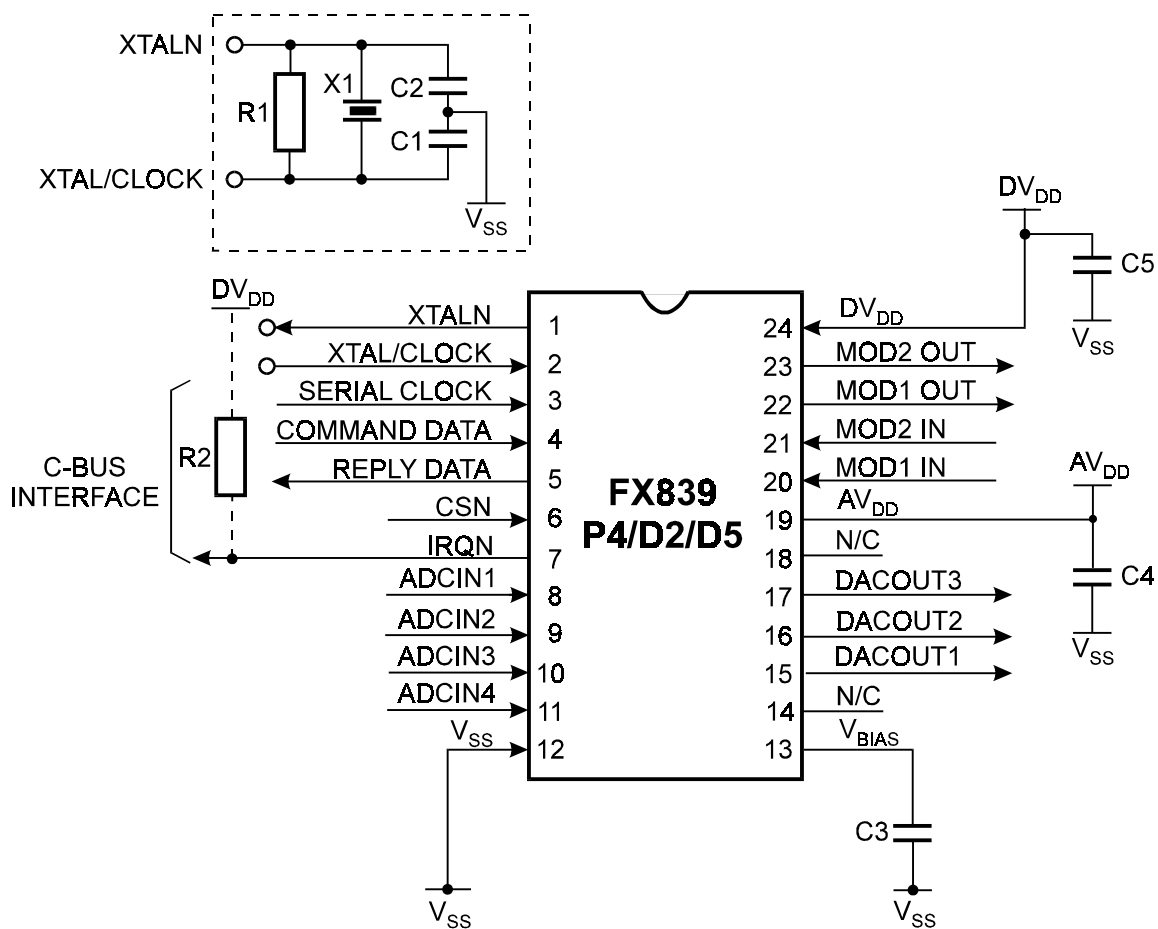 XTALN
X1
C2
R1
C1
XTAL/CLOCK
VSS
DVDD
C5
VSS
DVDD
XTALN
1
24
DVDD
XTAL/CLOCK
2
23
MOD2 OUT
SERIAL CLOCK
3
22
MOD1 OUT
COMMAND DATA
4
21
MOD2 IN
C-BUS
INTERFACE
R2
REPLY DATA
5
20
MOD1 IN
FX839
P4/D2/D5
CSN
6
19
AVDD
AVDD
IRQN
7
18
N/C
C4
VSS
ADCIN1
8
17
DACOUT3
ADCIN2
9
16
DACOUT2
ADCIN3
10
15
DACOUT1
ADCIN4
11
14
N/C
VSS
12
13
VBIAS
C3
VSS
VSS